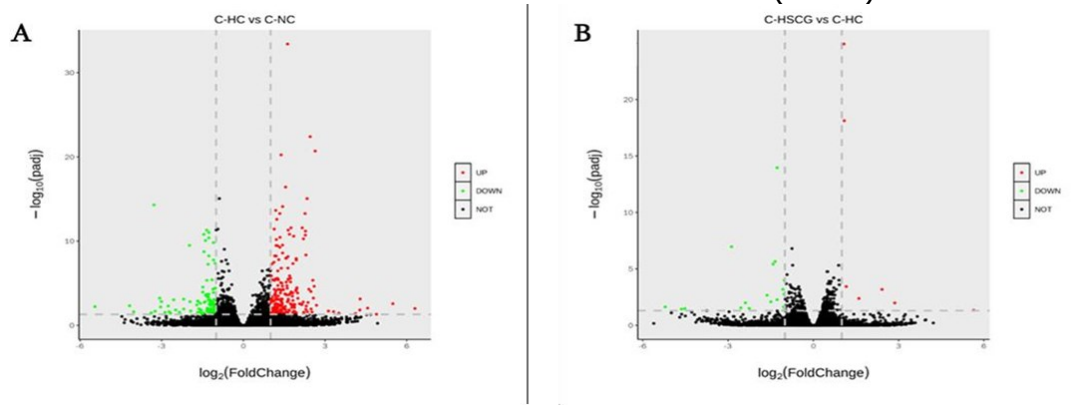 A
C-HC vs C-NC
30
20
10
0
-6
-3
0
3
6
− log10(padj)
log2(FoldChange)
UP
DOWN
NOT
B
C-HSCG vs C-HC
20
15
10
5
0
-6
-3
0
3
6
− log10(padj)
log2(FoldChange)
UP
DOWN
NOT